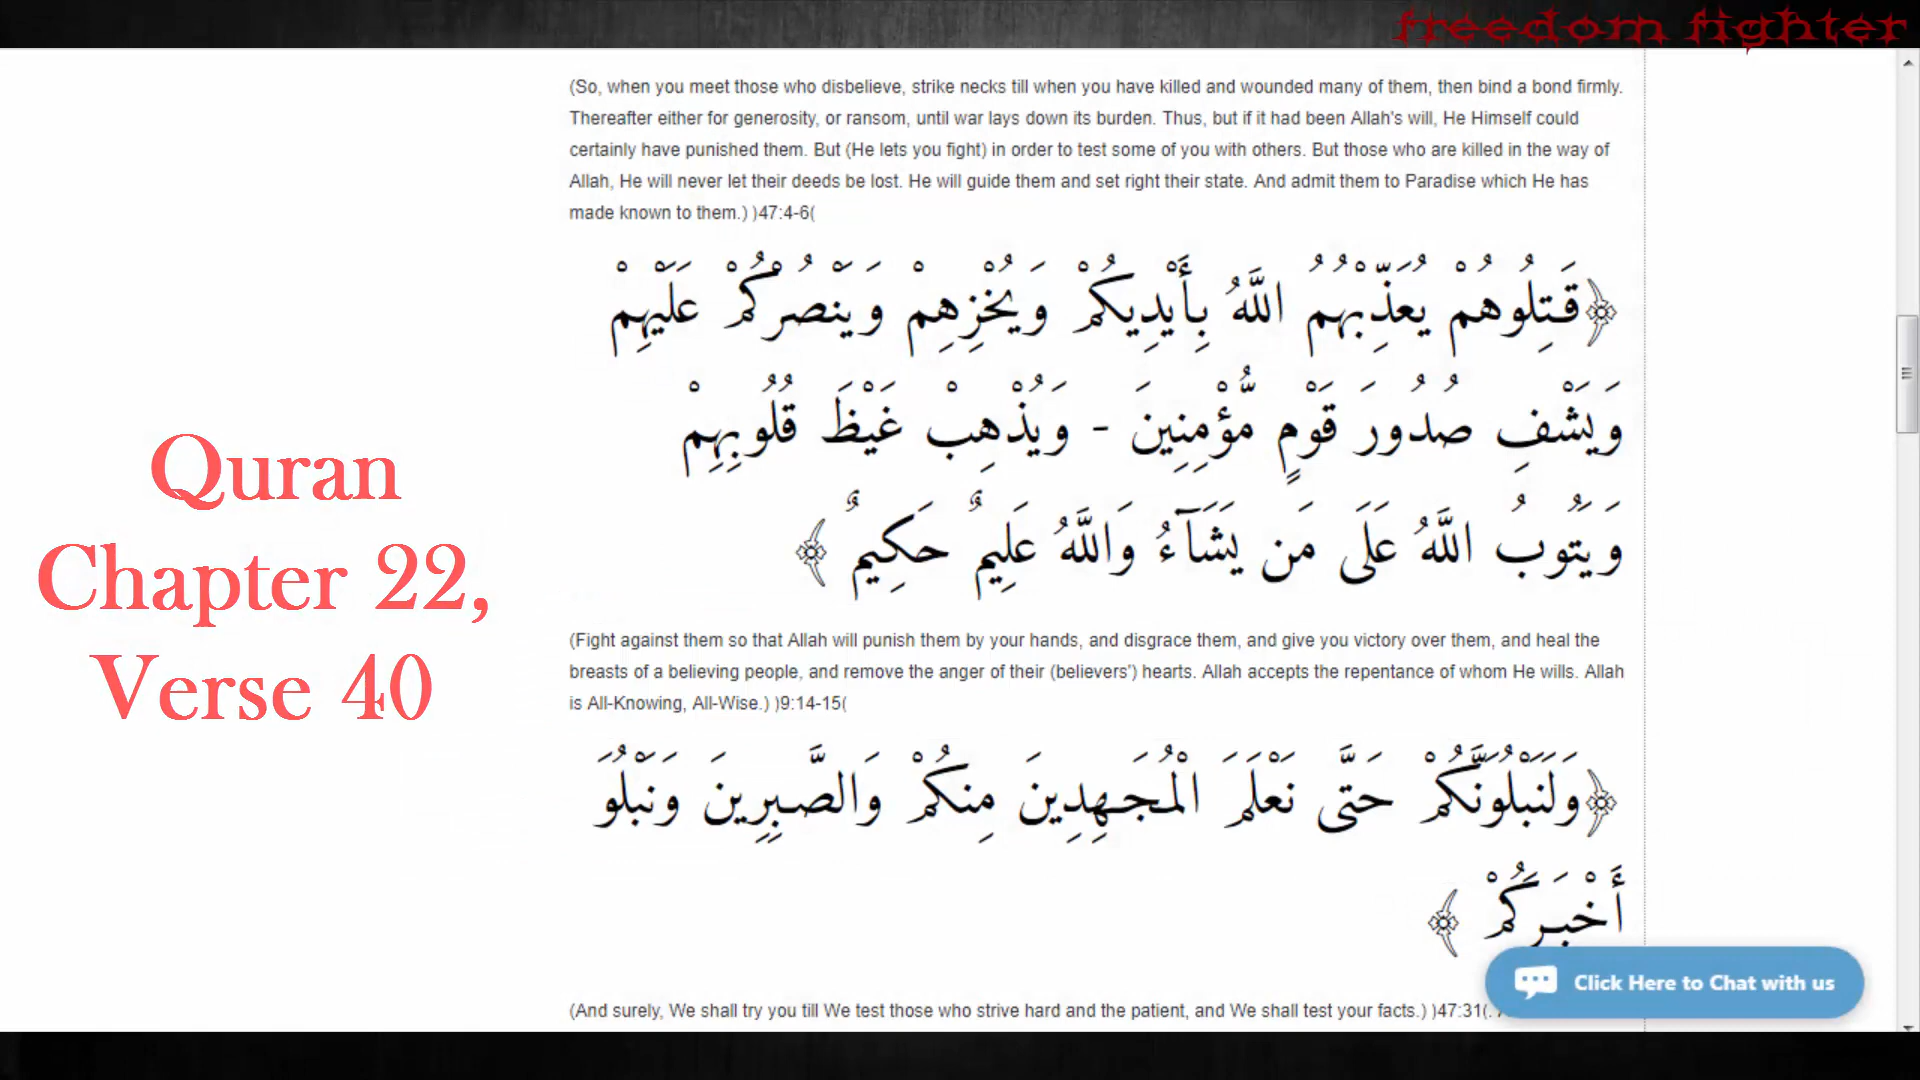 freedom fighter
(So, when you meet those who disbelieve, strike necks till when you have killed and wounded many of them, then bind a bond firmly.
Thereafter either for generosity, or ransom, until war lays down its burden. Thus, but if it had been Allah's will, He Himself could
certainly have punished them. But (He lets you fight) in order to test some of you with others. But those who are killed in the way of
Allah, He will never let their deeds be lost. He will guide them and set right their state. And admit them to Paradise which He has
made known to them.) )47:4-6(
﴿قَـتِلُوهُمْ يُعَذِّبْهُمُ اللَّهُ بِأَيْدِيكُمْ وَيُخْزِهِمْ وَيَنْصُرْكُمْ عَلَيْهِمْ
وَيَشْفِ صُدُورَ قَوْمٍ مُّؤْمِنِينَ - وَيُذْهِبْ غَيْظَ قُلُوبِهِمْ
وَيَتُوبُ اللَّهُ عَلَى مَن يَشَآءُ وَاللَّهُ عَلِيمٌ حَكِيمٌ ﴾
Quran
Chapter 22,
Verse 40
(Fight against them so that Allah will punish them by your hands, and disgrace them, and give you victory over them, and heal the
breasts of a believing people, and remove the anger of their (believers') hearts. Allah accepts the repentance of whom He wills. Allah
is All-Knowing, All-Wise.) )9:14-15(
﴿وَلَنَبْلُوَنَّكُمْ حَتَّى نَعْلَمَ الْمُجَـهِدِينَ مِنكُمْ وَالصَّـبِرِينَ وَنَبْلُوَ
أَخْبَـرَكُمْ ﴾
Click Here to Chat with us
(And surely, We shall try you till We test those who strive hard and the patient, and We shall test your facts.) )47:31(.